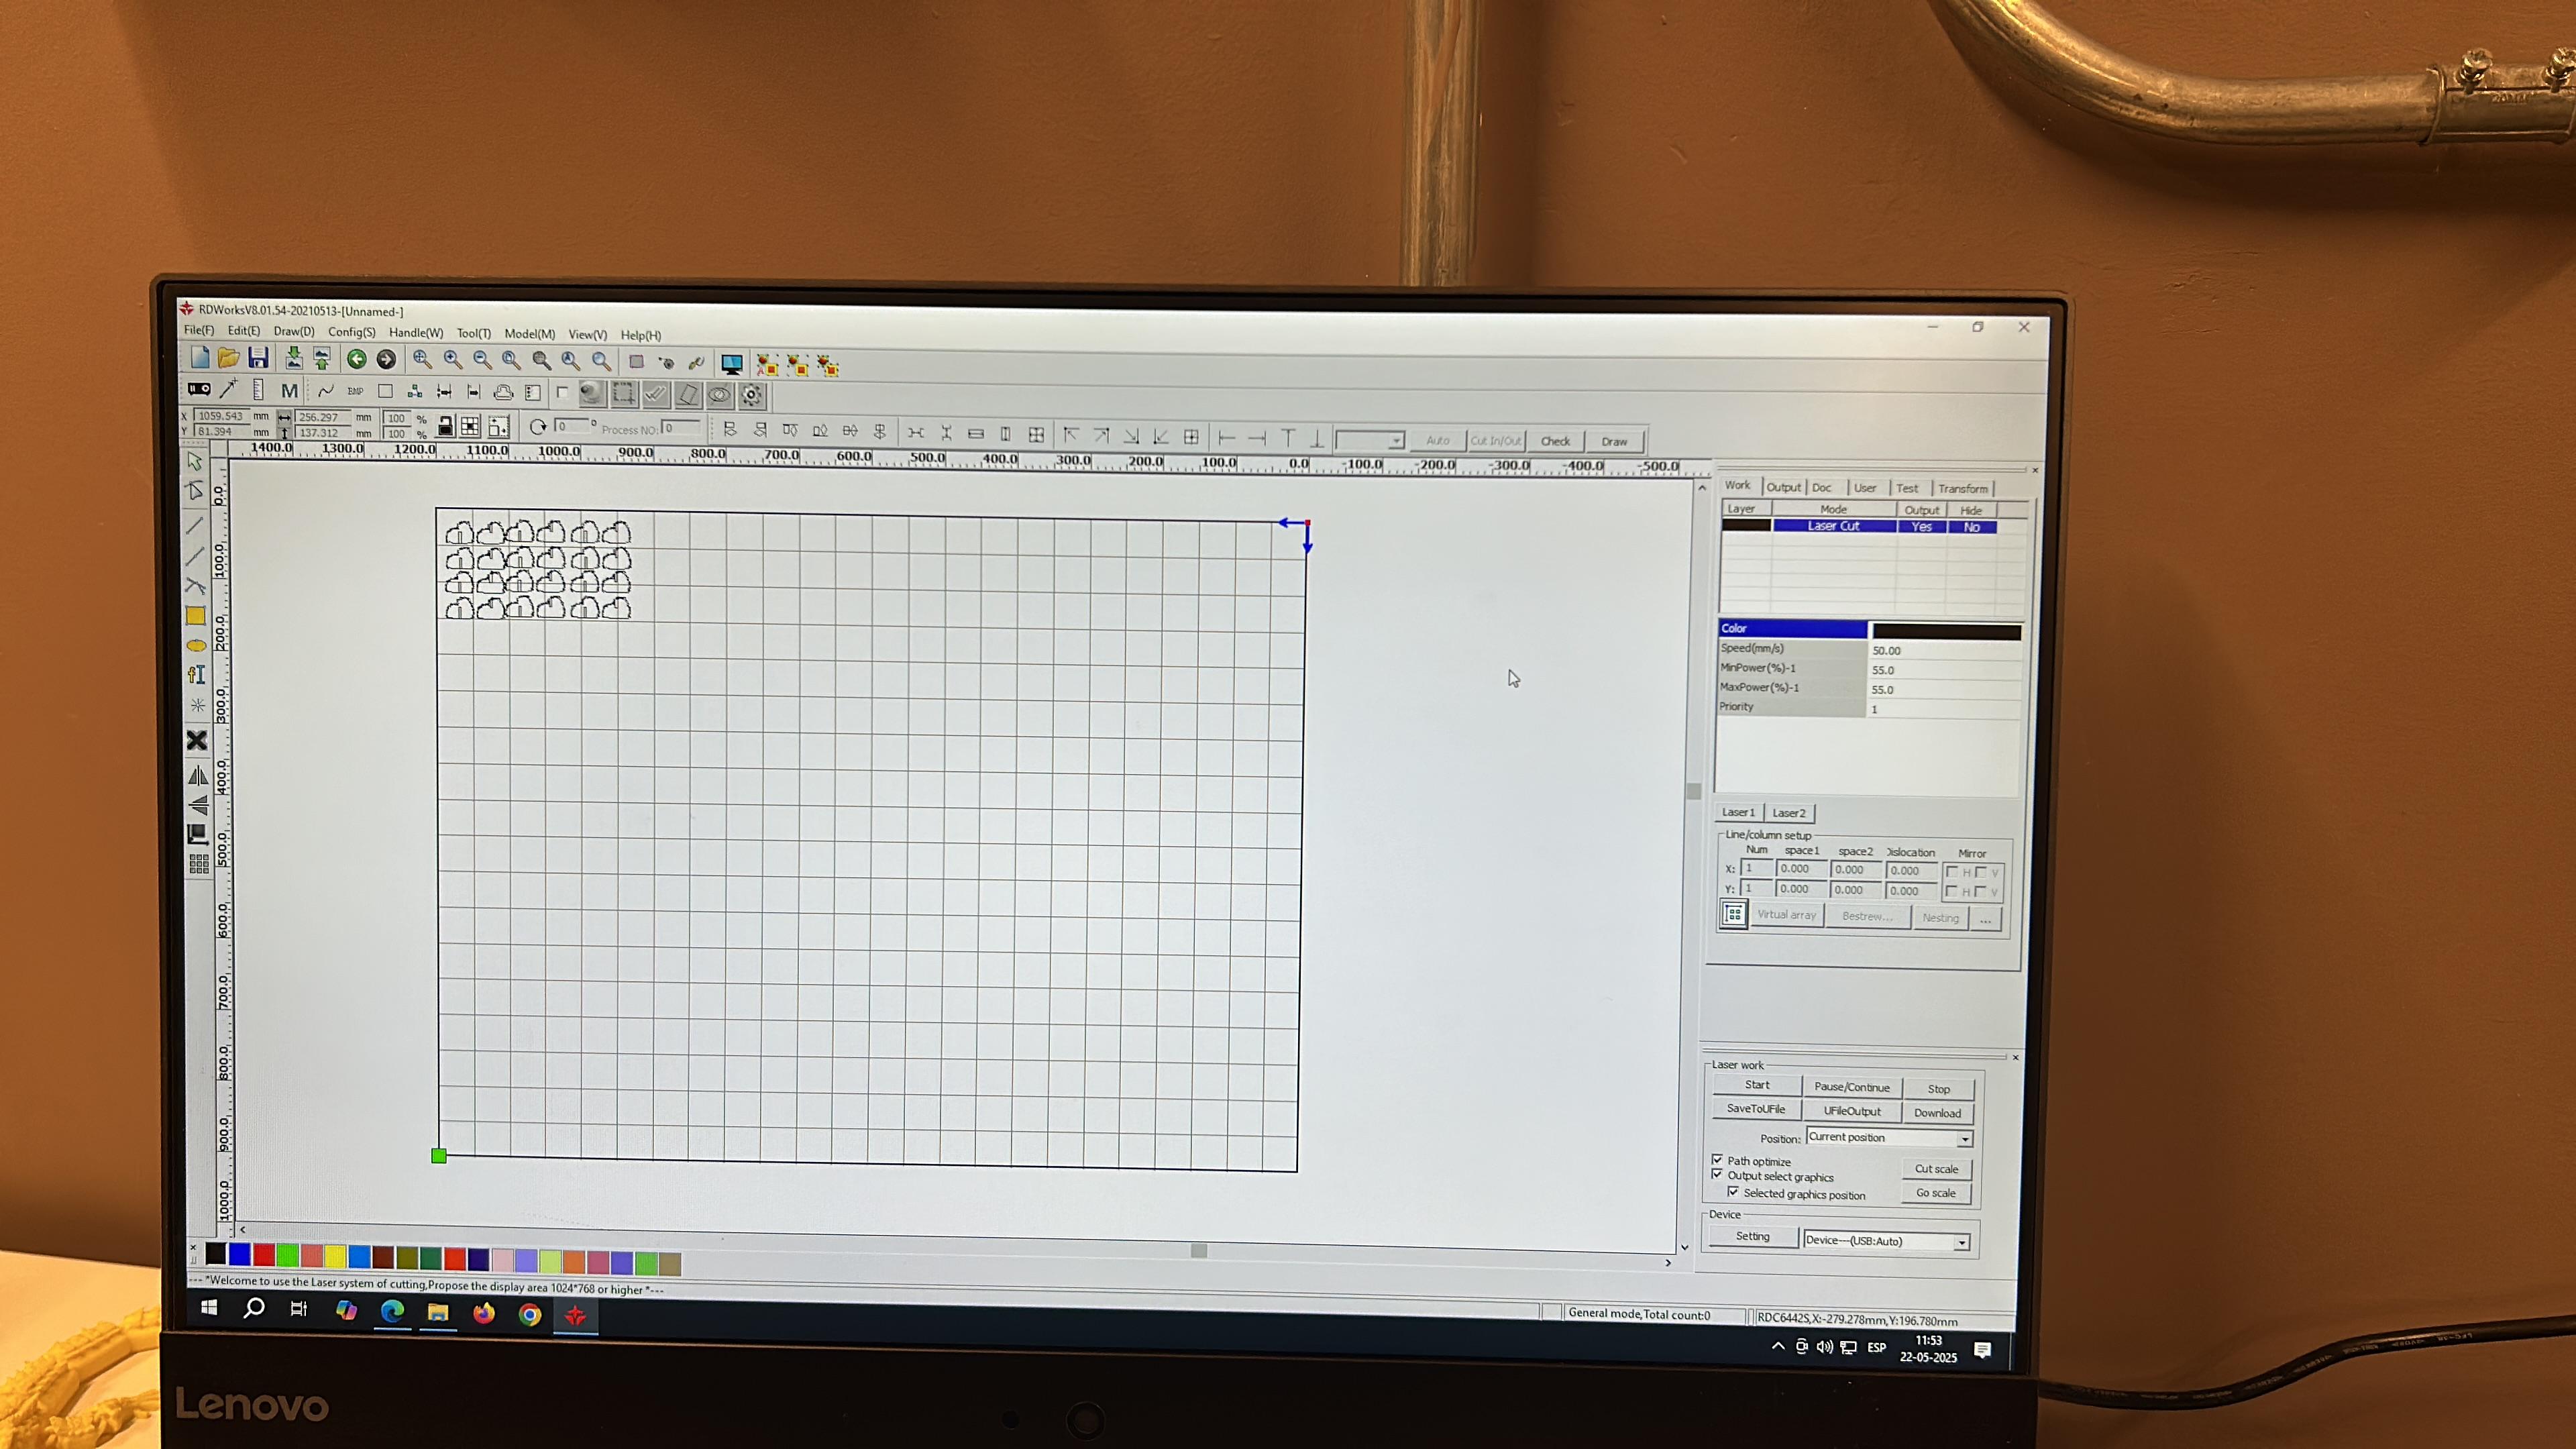 RDWorksV8.01.54-20210513-[Unnamed-]
File(F) Edit(E) Draw(D) Config(S) Handle(W) Tool(T) Model(M) View(V) Help(H)
M BMP
X 1059.543 mm 256.297 mm 100 %
Y 81.394 mm 137.312 mm 100 %
0 ° Process NO: 0 Auto Cut In/Out Check Draw
1400.0 1300.0 1200.0 1100.0 1000.0 900.0 800.0 700.0 600.0 500.0 400.0 300.0 200.0 100.0 0.0 -100.0 -200.0 -300.0 -400.0 -500.0
0.0
100.0
200.0
300.0
400.0
500.0
600.0
700.0
800.0
900.0
1000.0
Work Output Doc User Test Transform
Layer Mode Output Hide
Laser Cut Yes No
Color
Speed(mm/s) 50.00
MinPower(%)-1 55.0
MaxPower(%)-1 55.0
Priority 1
Laser1 Laser2
Line/column setup
Num space1 space2 Dislocation Mirror
X: 1 0.000 0.000 0.000 H V
Y: 1 0.000 0.000 0.000 H V
Virtual array Bestrew... Nesting ...
Laser work
Start Pause/Continue Stop
SaveToUFile UFileOutput Download
Position: Current position
Path optimize
Output select graphics
Cut scale
Selected graphics position
Go scale
Device
Setting Device---(USB:Auto)
--- *Welcome to use the Laser system of cutting,Propose the display area 1024*768 or higher *---
General mode,Total count:0 RDC6442S,X:-279.278mm,Y:196.780mm
ESP 11:53
22-05-2025
Lenovo